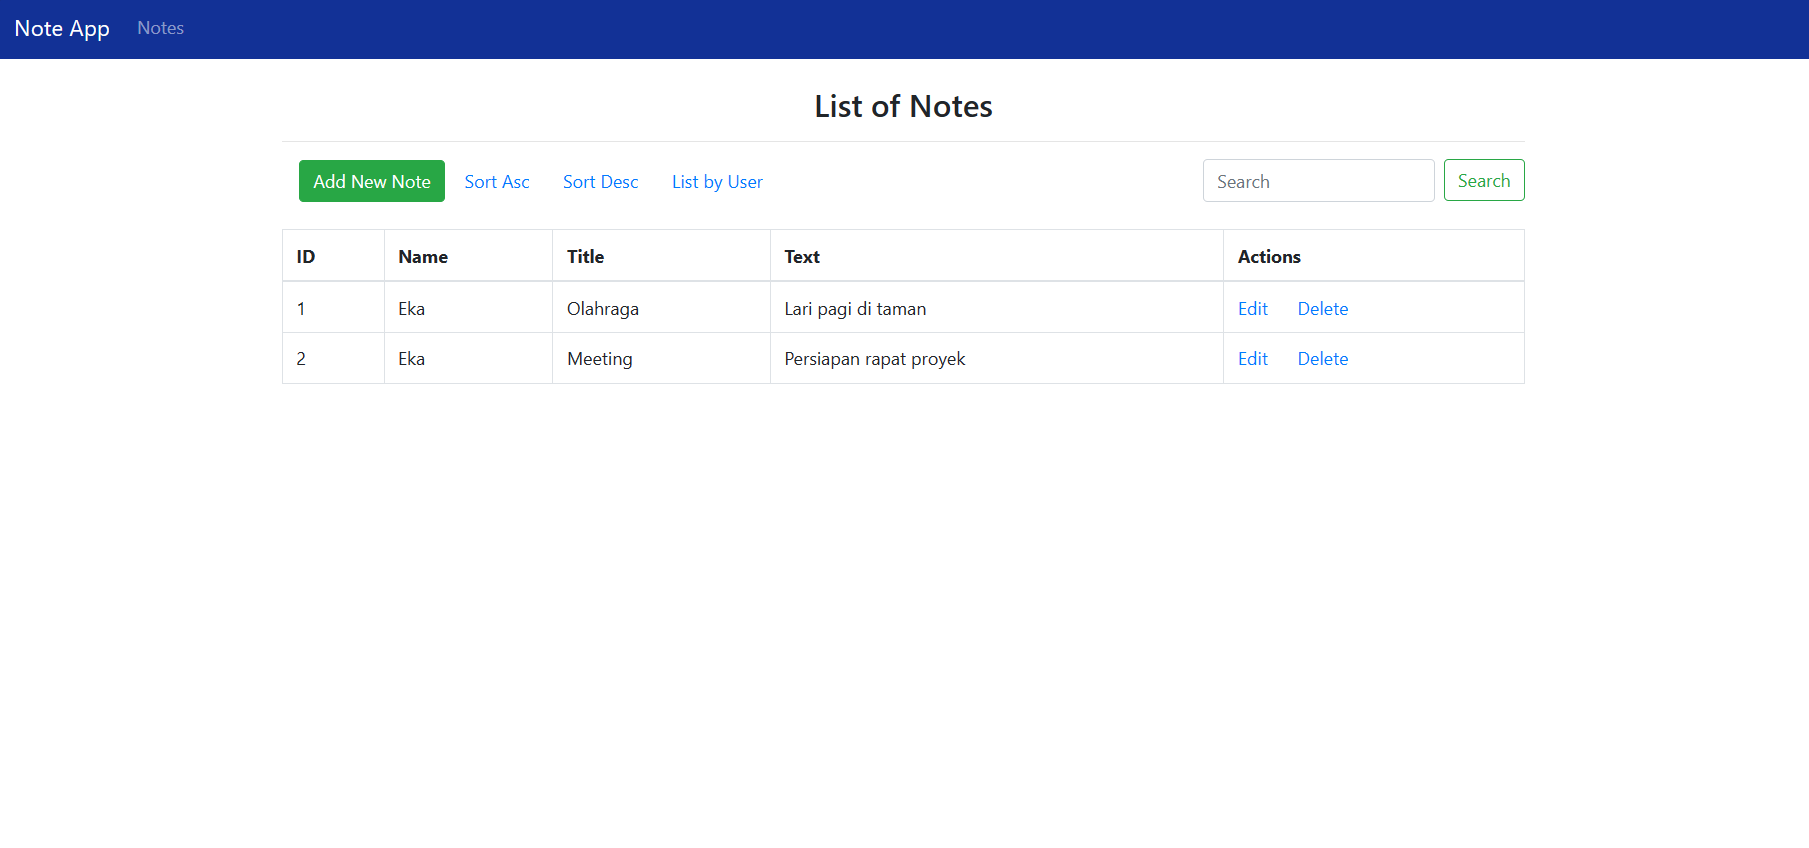 Note App Notes
List of Notes
Add New Note Sort Asc Sort Desc List by User Search Search
ID Name Title Text Actions
1 Eka Olahraga Lari pagi di taman Edit Delete
2 Eka Meeting Persiapan rapat proyek Edit Delete